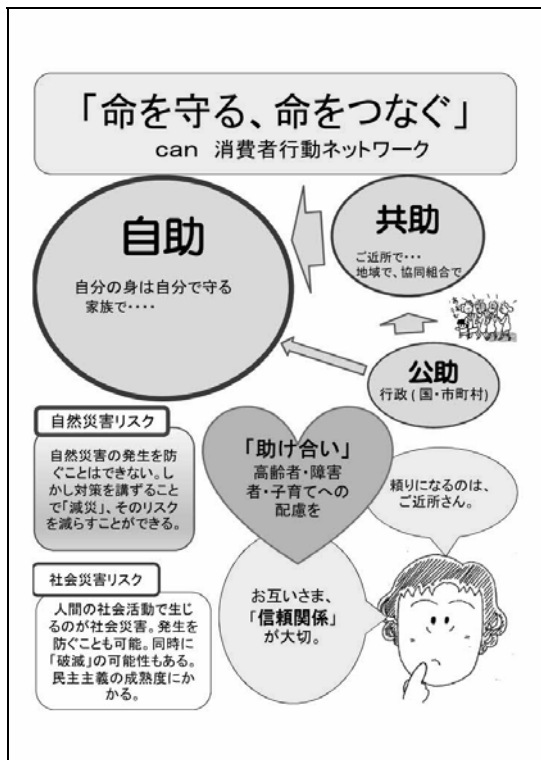 「命を守る、命をつなぐ」
can 消費者行動ネットワーク
自助
自分の身は自分で守る
家族で・・・・
共助
ご近所で・・・
地域で、協同組合で
公助
行政(国・市町村)
自然災害リスク
自然災害の発生を防
ぐことはできない。し
かし対策を講ずること
で「減災」、そのリスク
を減らすことができる。
「助け合い」
高齢者・障害
者・子育てへの
配慮を
頼りになるのは、
ご近所さん。
社会災害リスク
人間の社会活動で生じ
るのが社会災害。発生を
防ぐことも可能。同時に
「破滅」の可能性もある。
民主主義の成熟度にか
かる。
お互いさま、
「信頼関係」
が大切。